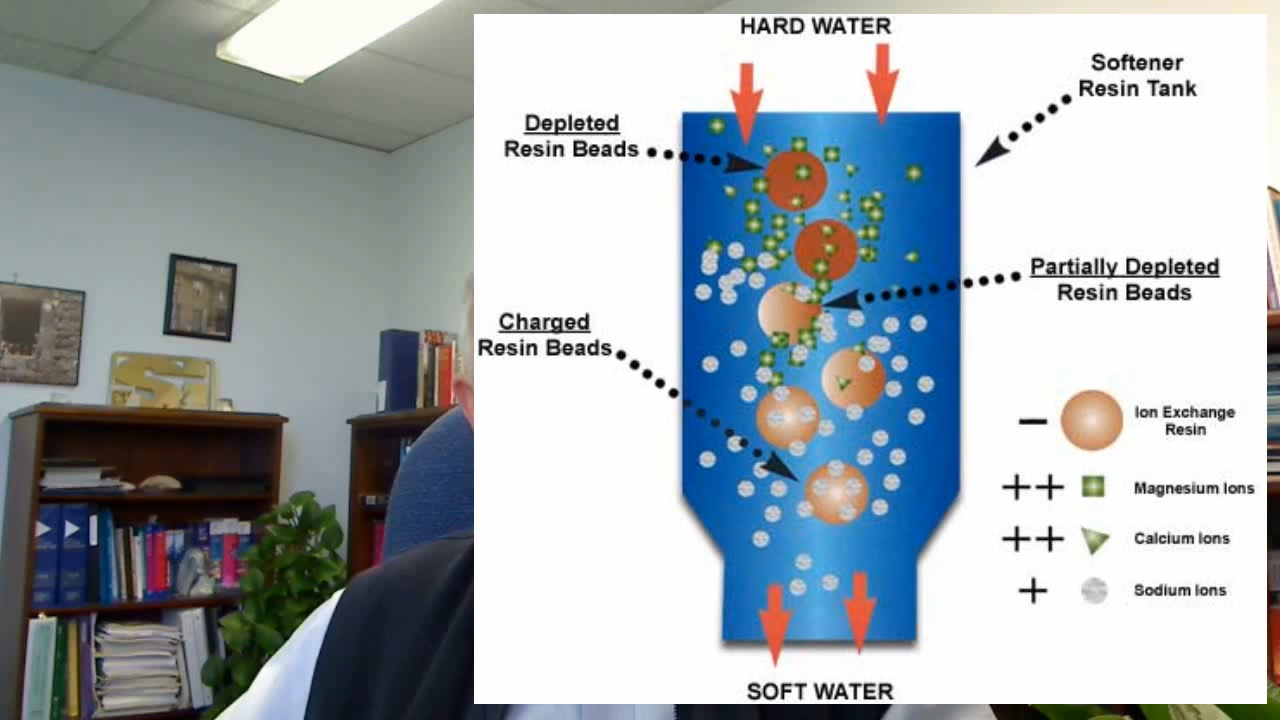 HARD WATER
Softener
Resin Tank
Depleted
Resin Beads
Partially Depleted
Resin Beads
Charged
Resin Beads
Ion Exchange
Resin
Magnesium Ions
Calcium Ions
Sodium Ions
SOFT WATER